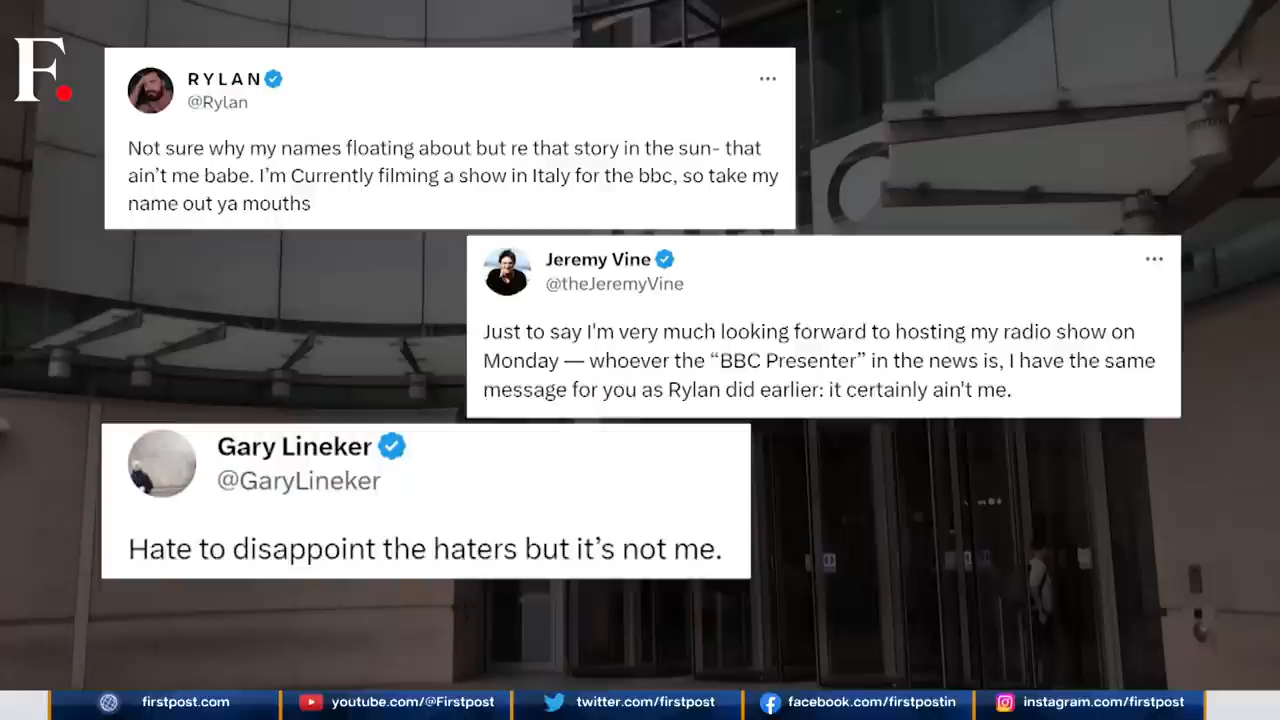 F.
RYLAN
@Rylan
Not sure why my names floating about but re that story in the sun- that
ain't me babe. I'm Currently filming a show in Italy for the bbc, so take my
name out ya mouths
Jeremy Vine
@theJeremyVine
Just to say I'm very much looking forward to hosting my radio show on
Monday — whoever the “BBC Presenter” in the news is, I have the same
message for you as Rylan did earlier: it certainly ain't me.
Gary Lineker
@GaryLineker
Hate to disappoint the haters but it’s not me.
firstpost.com
youtube.com/@Firstpost
twitter.com/firstpost
facebook.com/firstpostin
instagram.com/firstpost